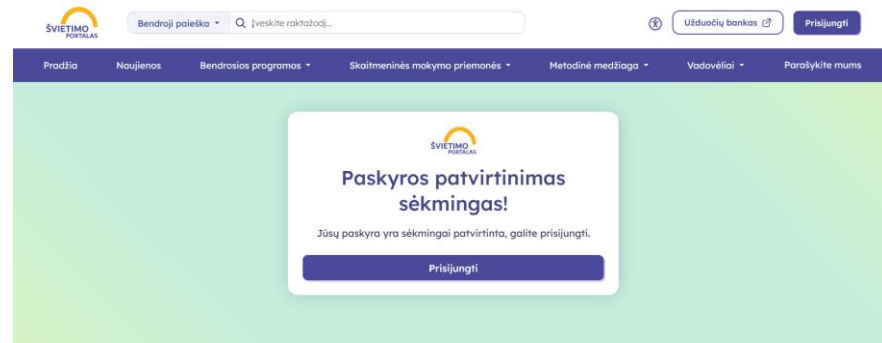 ŠVIETIMO
PORTALAS
Bendroji paieška
Įveskite raktažodį...
Užduočių bankas
Prisijungti
Pradžia
Naujienos
Bendrosios programos
Skaitmeninės mokymo priemonės
Metodinė medžiaga
Vadovėliai
Parašykite mums
ŠVIETIMO
PORTALAS
Paskyros patvirtinimas
sėkmingas!
Jūsų paskyra yra sėkmingai patvirtinta, galite prisijungti.
Prisijungti